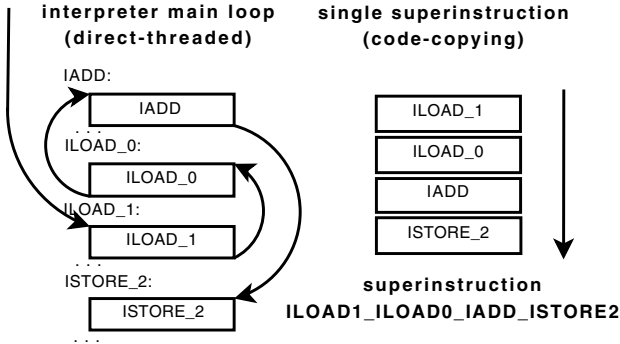 interpreter main loop
(direct-threaded)
IADD:
IADD
. . .
ILOAD_0:
ILOAD_0
ILOAD_1:
ILOAD_1
. . .
ISTORE_2:
ISTORE_2
. . .
single superinstruction
(code-copying)
ILOAD_1
ILOAD_0
IADD
ISTORE_2
superinstruction
ILOAD1_ILOAD0_IADD_ISTORE2